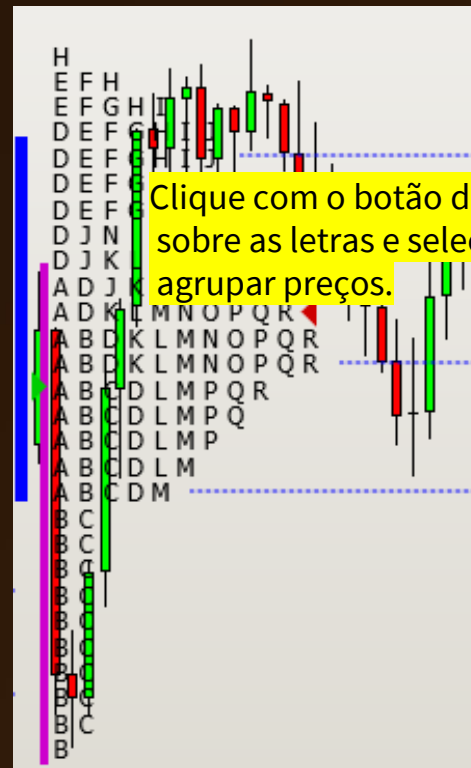 H
E F H
E F G H I
D E F G H I J
D E F G H I J
D E F G
D E F G
D J N
D J K
A D J K
A D K L M N O P Q R
A B D K L M N O P Q R
A B D K L M N O P Q R
A B C D L M P Q R
A B C D L M P Q
A B C D L M P
A B C D L M
A B C D M
B C
B C
B C
B C
B C
B C
B C
B C
B C
B
Clique com o botão d
sobre as letras e sele
agrupar preços.